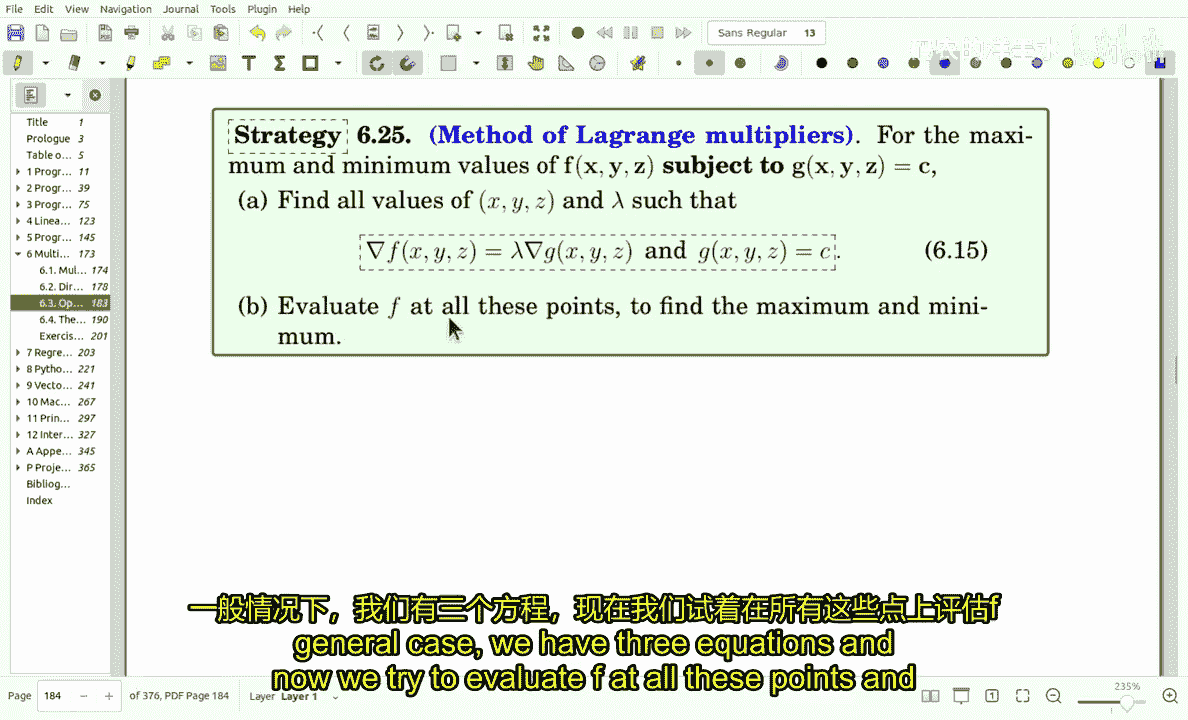 File Edit View Navigation Journal Tools Plugin Help
Sans Regular 13
Title 1
Prologue 3
Table o... 5
1 Progr... 11
2 Progr... 39
3 Progr... 75
4 Linea... 123
5 Progr... 145
6 Multi... 173
6.1. Mul... 174
6.2. Dir... 178
6.3. Op... 183
6.4. The... 190
Exercis... 201
7 Regre... 203
8 Pytho... 221
9 Vecto... 241
10 Mac... 267
11 Prin... 297
12 Inter... 327
A Appe... 345
P Proje... 365
Bibliog...
Index
Strategy 6.25. (Method of Lagrange multipliers). For the maxi-
mum and minimum values of f(x, y, z) subject to g(x, y, z) = c,
(a) Find all values of (x, y, z) and λ such that
∇f(x, y, z) = λ∇g(x, y, z) and g(x, y, z) = c. (6.15)
(b) Evaluate f at all these points, to find the maximum and mini-
mum.
一般情况下，我们有三个方程，现在我们试着在所有这些点上评估f
general case, we have three equations and
now we try to evaluate f at all these points and
Page 184 − + of 376, PDF Page 184 Layer Layer 1 235%